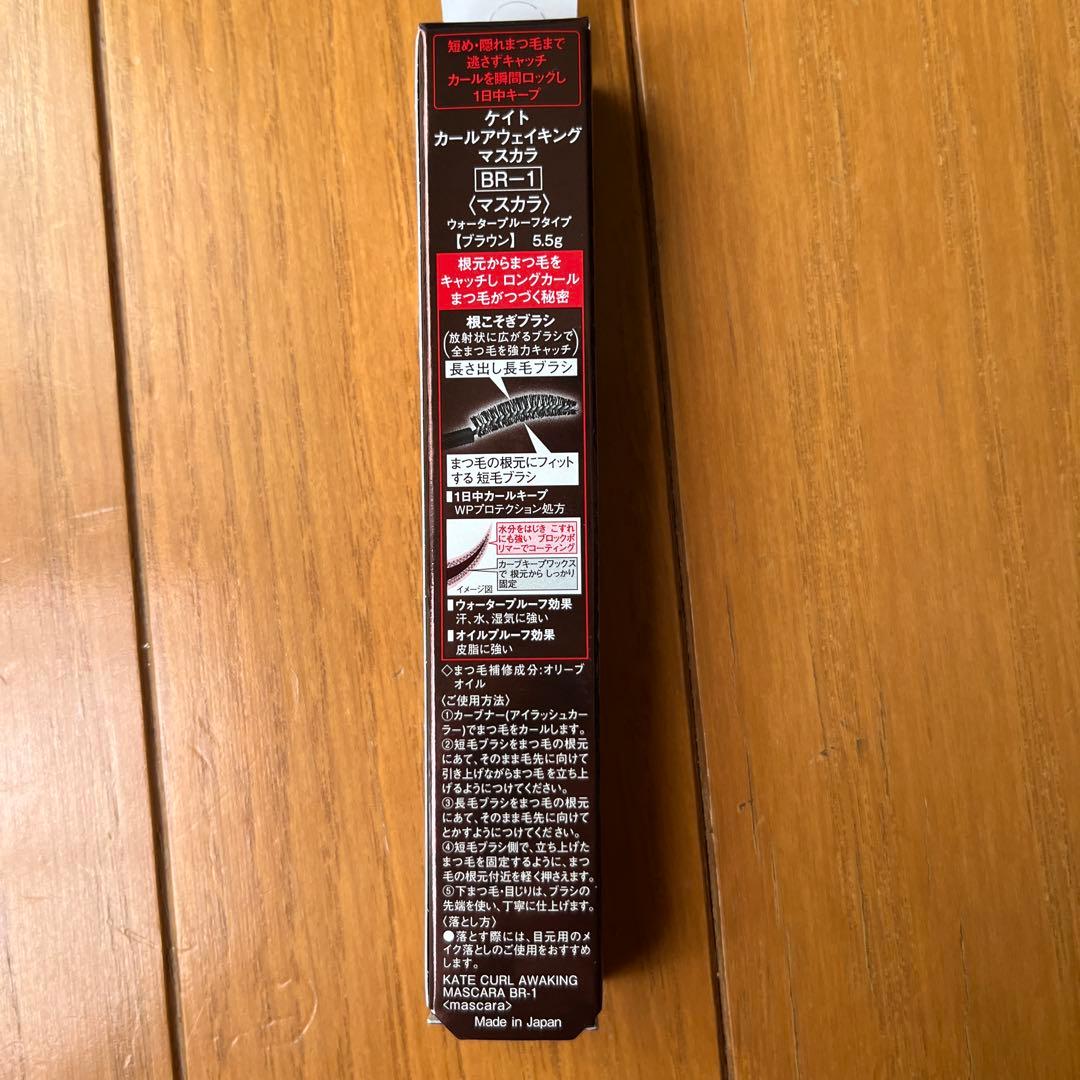 短め・隠れまつ毛まで
逃さずキャッチ
カールを瞬間ロックし
1日中キープ
ケイト
カールアウェイキング
マスカラ
BR-1
〈マスカラ〉
ウォータープルーフタイプ
【ブラウン】 5.5g
根元からまつ毛を
キャッチし ロングカール
まつ毛がつづく秘密
根こそぎブラシ
(放射状に広がるブラシで
全まつ毛を強力キャッチ)
長さ出し長毛ブラシ
まつ毛の根元にフィット
する 短毛ブラシ
1日中カールキープ
WPプロテクション処方
水分をはじき こすれ
にも強い ブロックポ
リマーでコーティング
カーブキープワックス
で 根元から しっかり
固定
イメージ図
ウォータープルーフ効果
汗、水、湿気に強い
オイルプルーフ効果
皮脂に強い
◇まつ毛補修成分:オリーブ
オイル
〈ご使用方法〉
①カーブナー(アイラッシュカー
ラー)でまつ毛をカールします。
②短毛ブラシをまつ毛の根元
にあて、そのまま毛先に向けて
引き上げながらまつ毛 を立ち上
げるようにつけてください。
③長毛ブラシをまつ毛の根元
にあて、そのまま毛先に向けて
とかすようにつけてください。
④短毛ブラシ側で、立ち上げた
まつ毛を固定するように、まつ
毛の根元付近を軽く押さえます。
⑤下まつ毛・目じりは、ブラシの
先端を使い、丁寧に仕上げます。
〈落とし方〉
●落とす際には、目元用のメ
イク落としのご使用をおすすめ
します。
KATE CURL AWAKING
MASCARA BR-1
<mascara>
Made in Japan